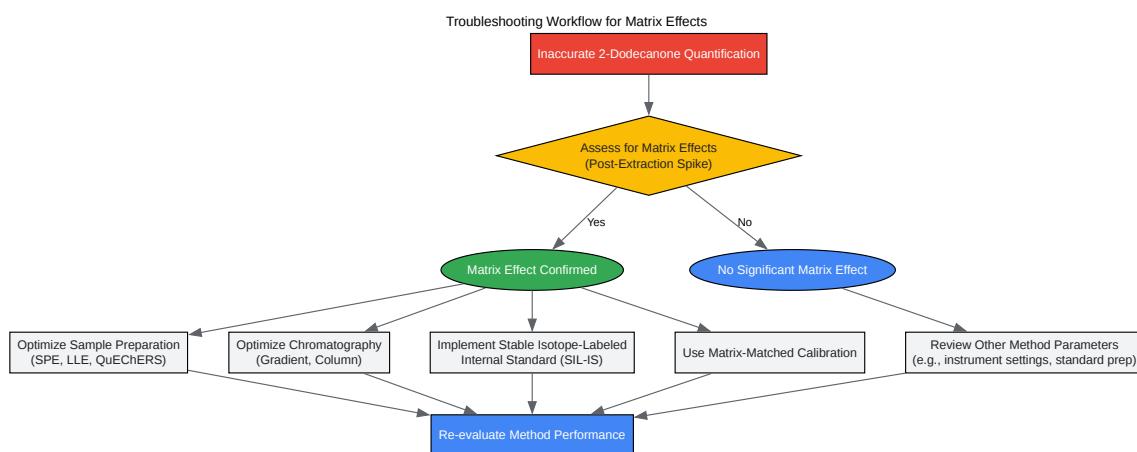 Troubleshooting Workflow for Matrix Effects
Inaccurate 2-Dodecanone Quantification
Assess for Matrix Effects
(Post-Extraction Spike)
Yes
No
Matrix Effect Confirmed
No Significant Matrix Effect
Optimize Sample Preparation
(SPE, LLE, QuEChERS)
Optimize Chromatography
(Gradient, Column)
Implement Stable Isotope-Labeled
Internal Standard (SIL-IS)
Use Matrix-Matched Calibration
Review Other Method Parameters
(e.g., instrument settings, standard prep)
Re-evaluate Method Performance